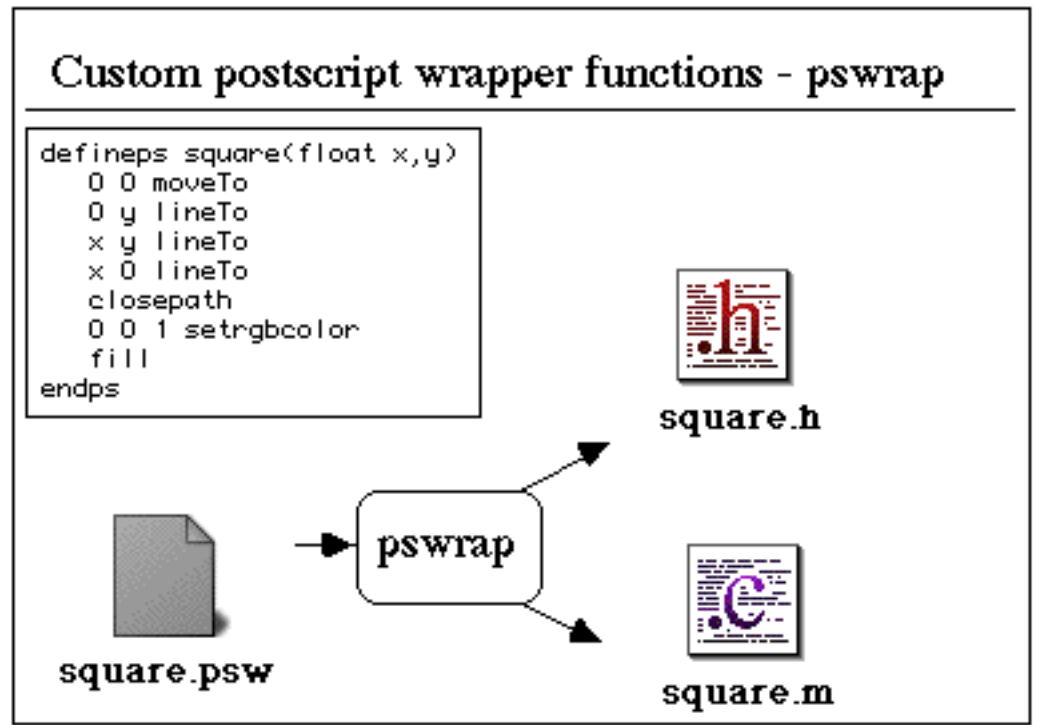 Custom postscript wrapper functions - pswrap
defineps square(float x,y)
0 0 moveTo
0 y lineTo
x y lineTo
x 0 lineTo
closepath
0 0 1 setrgbcolor
fill
endps
.h
square.h
pswrap
.c
square.psw
square.m